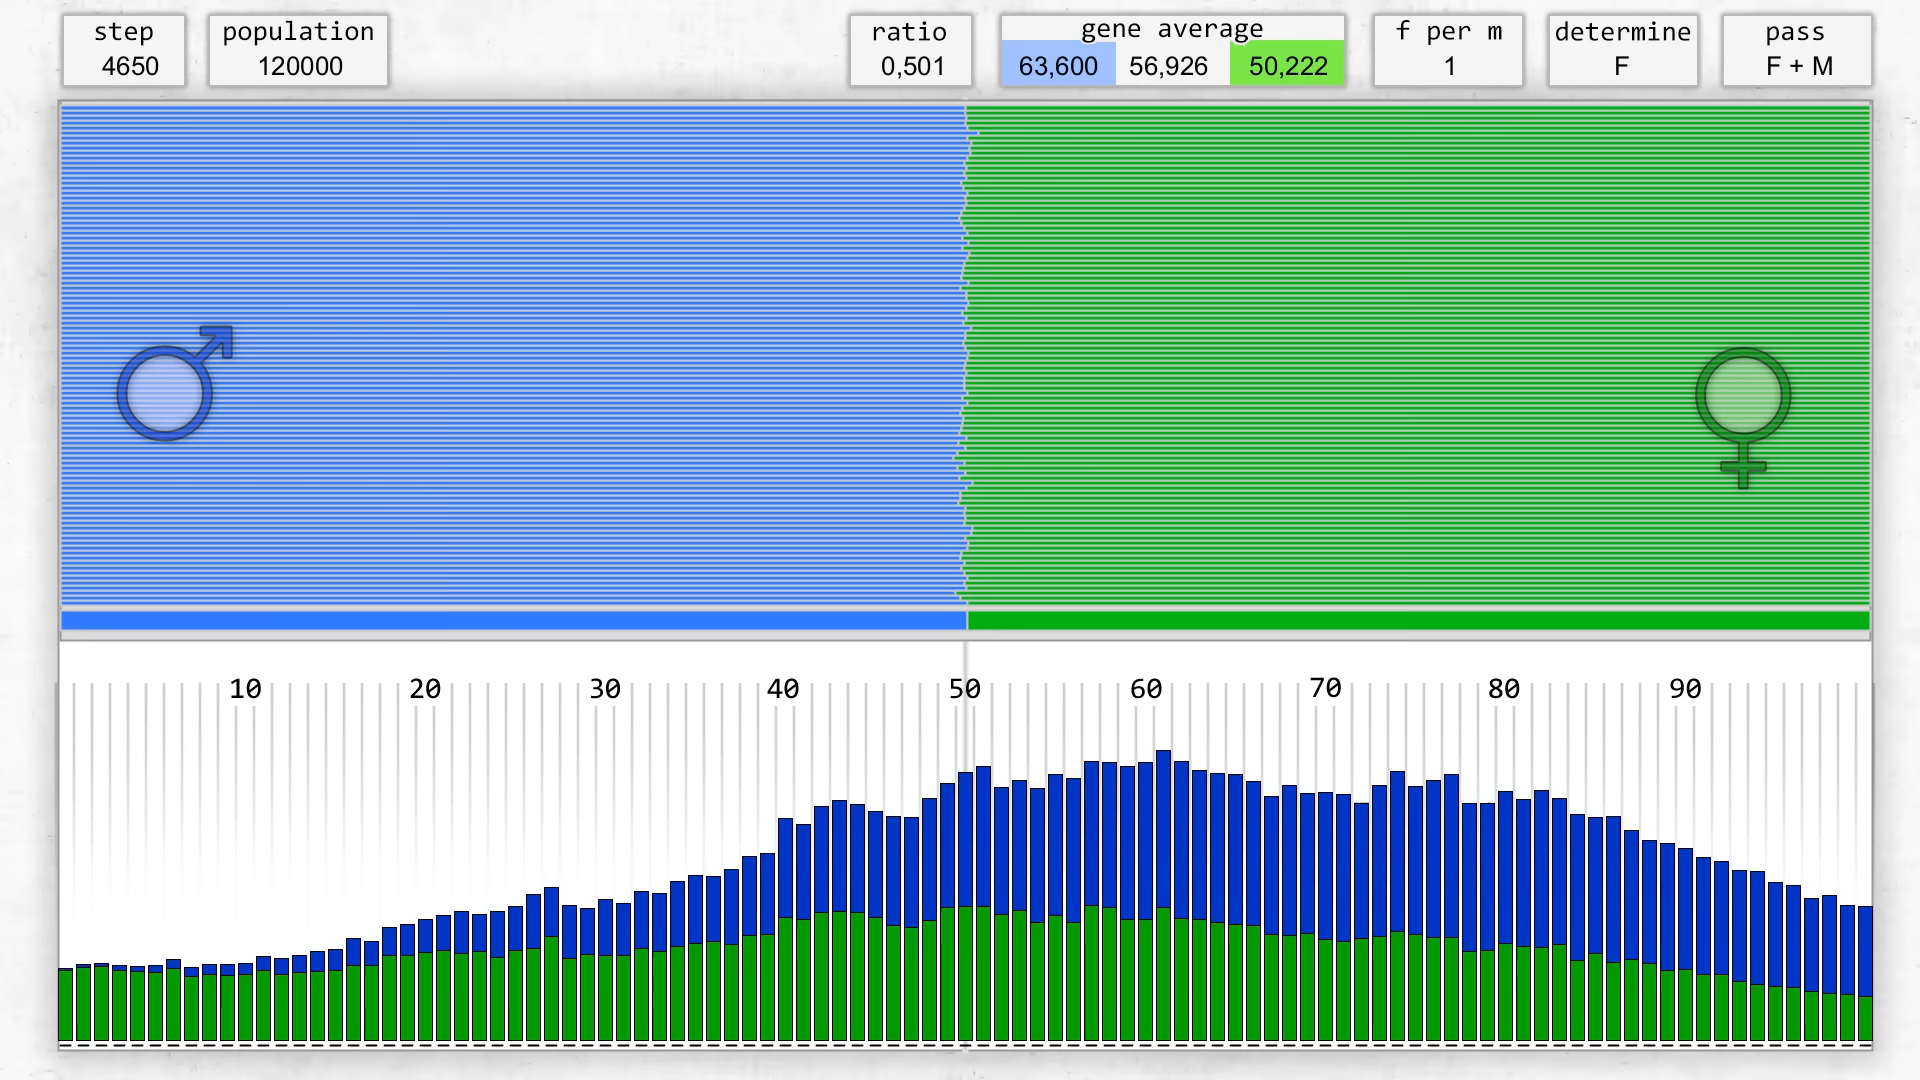 step
4650
population
120000
ratio
0,501
gene average
63,600 56,926 50,222
f per m
1
determine
F
pass
F + M
10 20 30 40 50 60 70 80 90